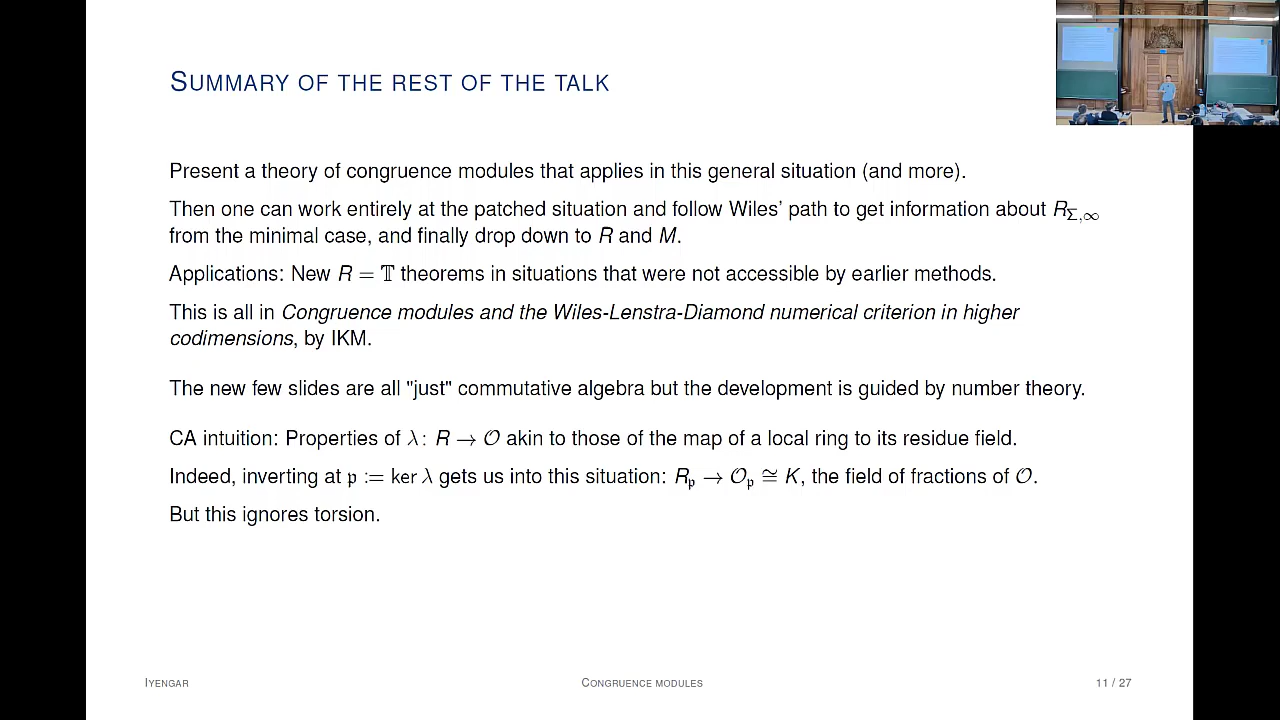 SUMMARY OF THE REST OF THE TALK
Present a theory of congruence modules that applies in this general situation (and more).
Then one can work entirely at the patched situation and follow Wiles' path to get information about R_{Σ,∞}
from the minimal case, and finally drop down to R and M.
Applications: New R = 𝕋 theorems in situations that were not accessible by earlier methods.
This is all in Congruence modules and the Wiles-Lenstra-Diamond numerical criterion in higher
codimensions, by IKM.
The new few slides are all "just" commutative algebra but the development is guided by number theory.
CA intuition: Properties of λ: R → 𝒪 akin to those of the map of a local ring to its residue field.
Indeed, inverting at 𝔭 := ker λ gets us into this situation: R_𝔭 → 𝒪_𝔭 ≅ K, the field of fractions of 𝒪.
But this ignores torsion.
IYENGAR
CONGRUENCE MODULES
11 / 27